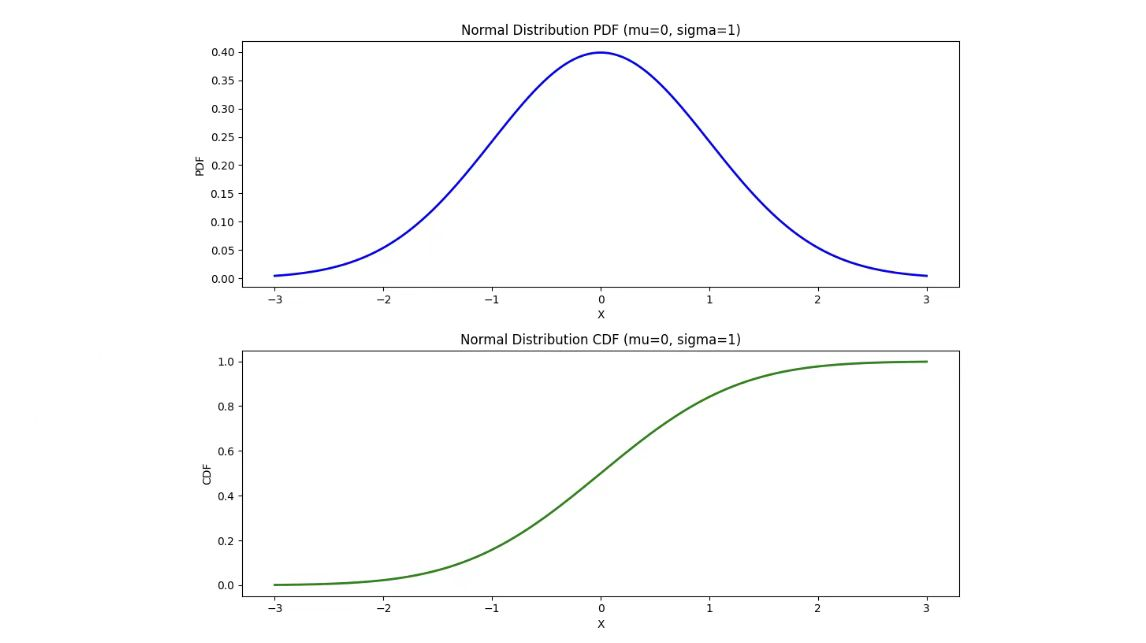 Normal Distribution PDF (mu=0, sigma=1)
0.40
0.35
0.30
0.25
0.20
0.15
0.10
0.05
0.00
PDF
−3 −2 −1 0 1 2 3
X
Normal Distribution CDF (mu=0, sigma=1)
1.0
0.8
0.6
0.4
0.2
0.0
CDF
−3 −2 −1 0 1 2 3
X